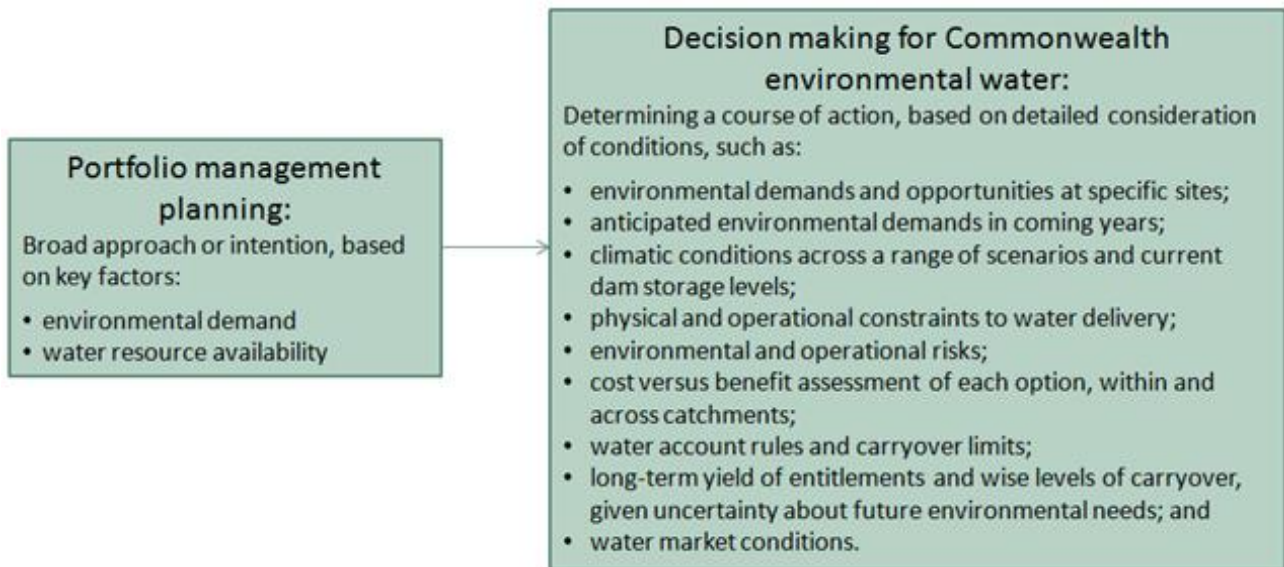 Portfolio management
planning:
Broad approach or intention, based
on key factors:
• environmental demand
• water resource availability
Decision making for Commonwealth
environmental water:
Determining a course of action, based on detailed consideration
of conditions, such as:
• environmental demands and opportunities at specific sites;
• anticipated environmental demands in coming years;
• climatic conditions across a range of scenarios and current
dam storage levels;
• physical and operational constraints to water delivery;
• environmental and operational risks;
• cost versus benefit assessment of each option, within and
across catchments;
• water account rules and carryover limits;
• long-term yield of entitlements and wise levels of carryover,
given uncertainty about future environmental needs; and
• water market conditions.